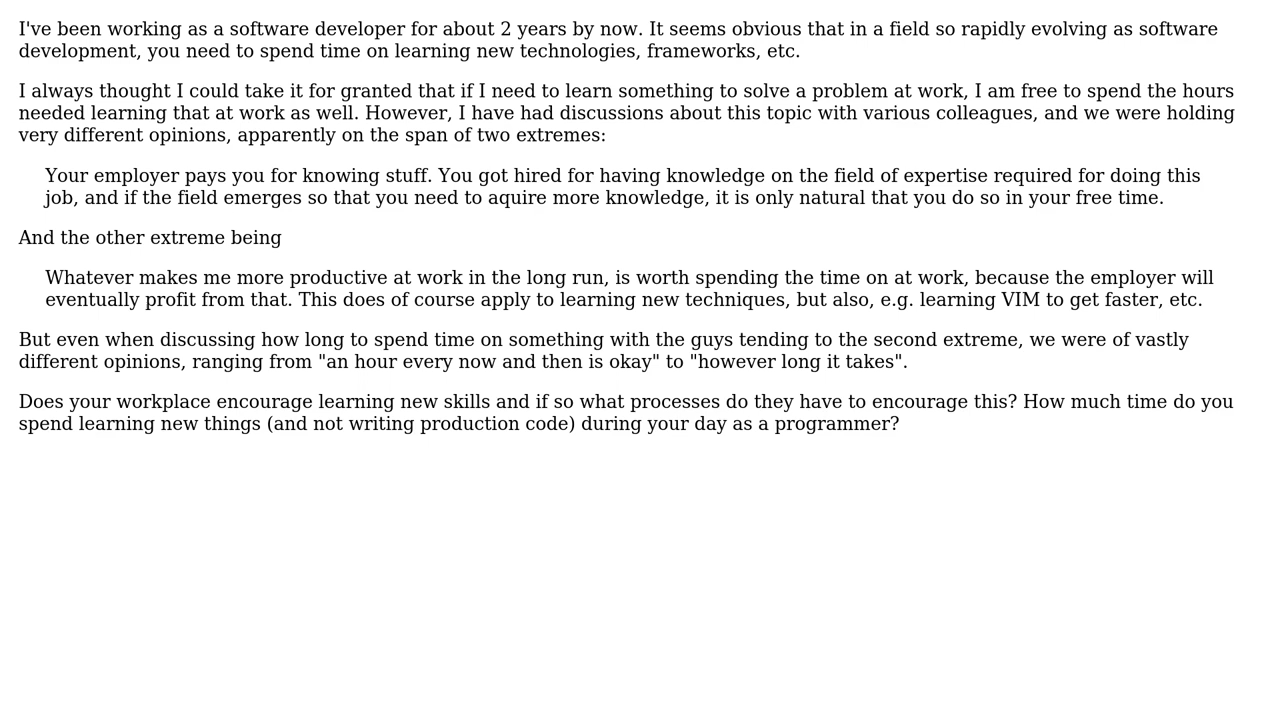 I've been working as a software developer for about 2 years by now. It seems obvious that in a field so rapidly evolving as software
development, you need to spend time on learning new technologies, frameworks, etc.
I always thought I could take it for granted that if I need to learn something to solve a problem at work, I am free to spend the hours
needed learning that at work as well. However, I have had discussions about this topic with various colleagues, and we were holding
very different opinions, apparently on the span of two extremes:
Your employer pays you for knowing stuff. You got hired for having knowledge on the field of expertise required for doing this
job, and if the field emerges so that you need to aquire more knowledge, it is only natural that you do so in your free time.
And the other extreme being
Whatever makes me more productive at work in the long run, is worth spending the time on at work, because the employer will
eventually profit from that. This does of course apply to learning new techniques, but also, e.g. learning VIM to get faster, etc.
But even when discussing how long to spend time on something with the guys tending to the second extreme, we were of vastly
different opinions, ranging from "an hour every now and then is okay" to "however long it takes".
Does your workplace encourage learning new skills and if so what processes do they have to encourage this? How much time do you
spend learning new things (and not writing production code) during your day as a programmer?